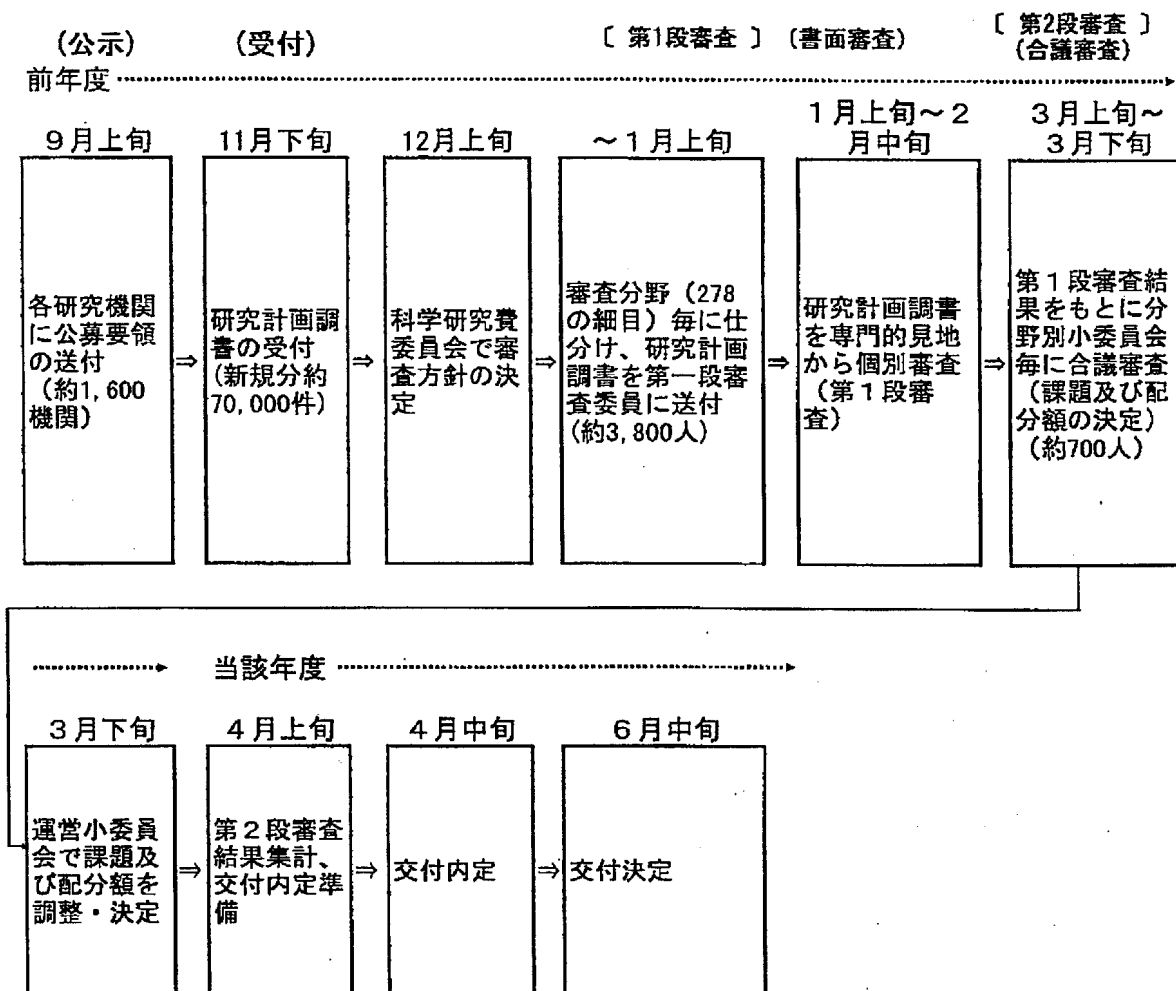 (公示)
(受付)
〔 第1段審査 〕 (書面審査)
〔 第2段審査 〕
(合議審査)
前年度
9月上旬
各研究機関
に公募要領
の送付
(約1,600
機関)
⇒
11月下旬
研究計画調
書の受付
(新規分約
70,000件)
⇒
12月上旬
科学研究費
委員会で審
査方針の決
定
⇒
~1月上旬
審査分野(278
の細目)毎に仕
分け、研究計画
調書を第一段審
査委員に送付
(約3,800人)
⇒
1月上旬~2
月中旬
研究計画調書
を専門的見地
から個別審査
(第1段審
査)
⇒
3月上旬~
3月下旬
第1段審査結
果をもとに分
野別小委員会
毎に合議審査
(課題及び配
分額の決定)
(約700人)
当該年度
3月下旬
運営小委員
会で課題及
び配分額を
調整・決定
⇒
4月上旬
第2段審査
結果集計、
交付内定準
備
⇒
4月中旬
交付内定
⇒
6月中旬
交付決定